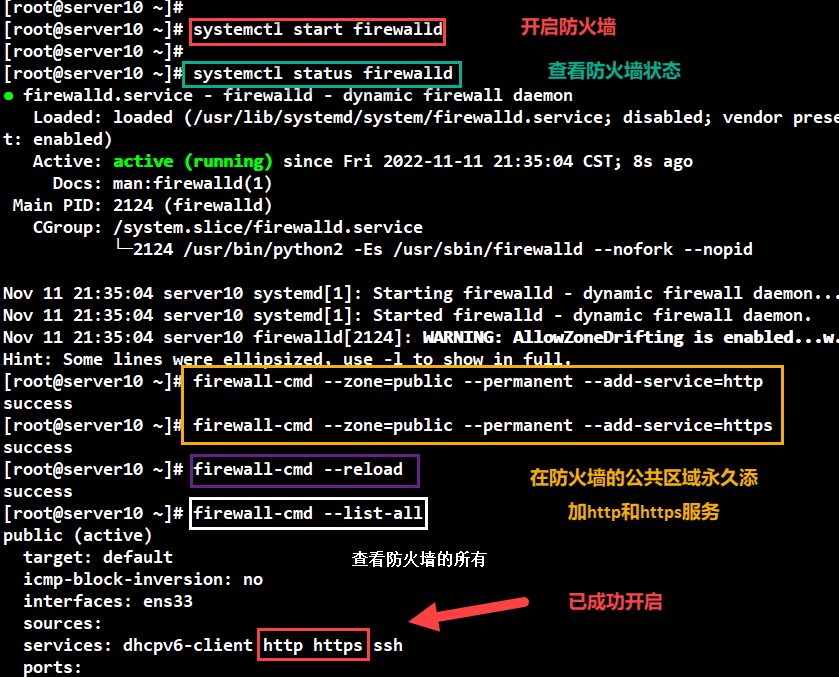 [root@server10 ~]#
[root@server10 ~]# systemctl start firewalld 开启防火墙
[root@server10 ~]#
[root@server10 ~]# systemctl status firewalld 查看防火墙状态
● firewalld.service - firewalld - dynamic firewall daemon
Loaded: loaded (/usr/lib/systemd/system/firewalld.service; disabled; vendor prese
t: enabled)
Active: active (running) since Fri 2022-11-11 21:35:04 CST; 8s ago
Docs: man:firewalld(1)
Main PID: 2124 (firewalld)
CGroup: /system.slice/firewalld.service
└─2124 /usr/bin/python2 -Es /usr/sbin/firewalld --nofork --nopid
Nov 11 21:35:04 server10 systemd[1]: Starting firewalld - dynamic firewall daemon...
Nov 11 21:35:04 server10 systemd[1]: Started firewalld - dynamic firewall daemon.
Nov 11 21:35:04 server10 firewalld[2124]: WARNING: AllowZoneDrifting is enabled...w.
Hint: Some lines were ellipsized, use -l to show in full.
[root@server10 ~]# firewall-cmd --zone=public --permanent --add-service=http
success
[root@server10 ~]# firewall-cmd --zone=public --permanent --add-service=https
success
[root@server10 ~]# firewall-cmd --reload
success
在防火墙的公共区域永久添
加http和https服务
[root@server10 ~]# firewall-cmd --list-all
public (active)
target: default 查看防火墙的所有
icmp-block-inversion: no
interfaces: ens33 已成功开启
sources:
services: dhcpv6-client http https ssh
ports: